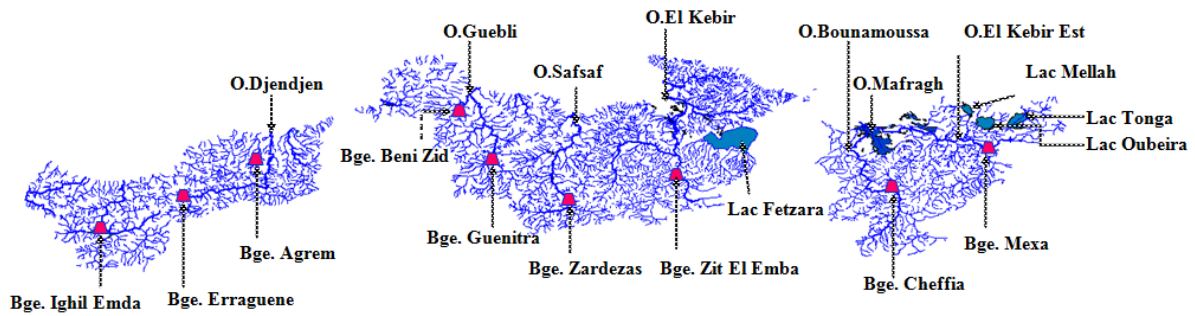 O.El Kebir
O.Guebli
O.Bounamoussa
O.El Kebir Est
O.Safsaf
Lac Mellah
O.Djendjen
O.Mafragh
Lac Tonga
Lac Oubeira
Bge. Beni Zid
Lac Fetzara
Bge. Guenitra
Bge. Mexa
Bge. Agrem
Bge. Zardezas
Bge. Zit El Emba
Bge. Cheffia
Bge. Ighil Emda
Bge. Erraguene